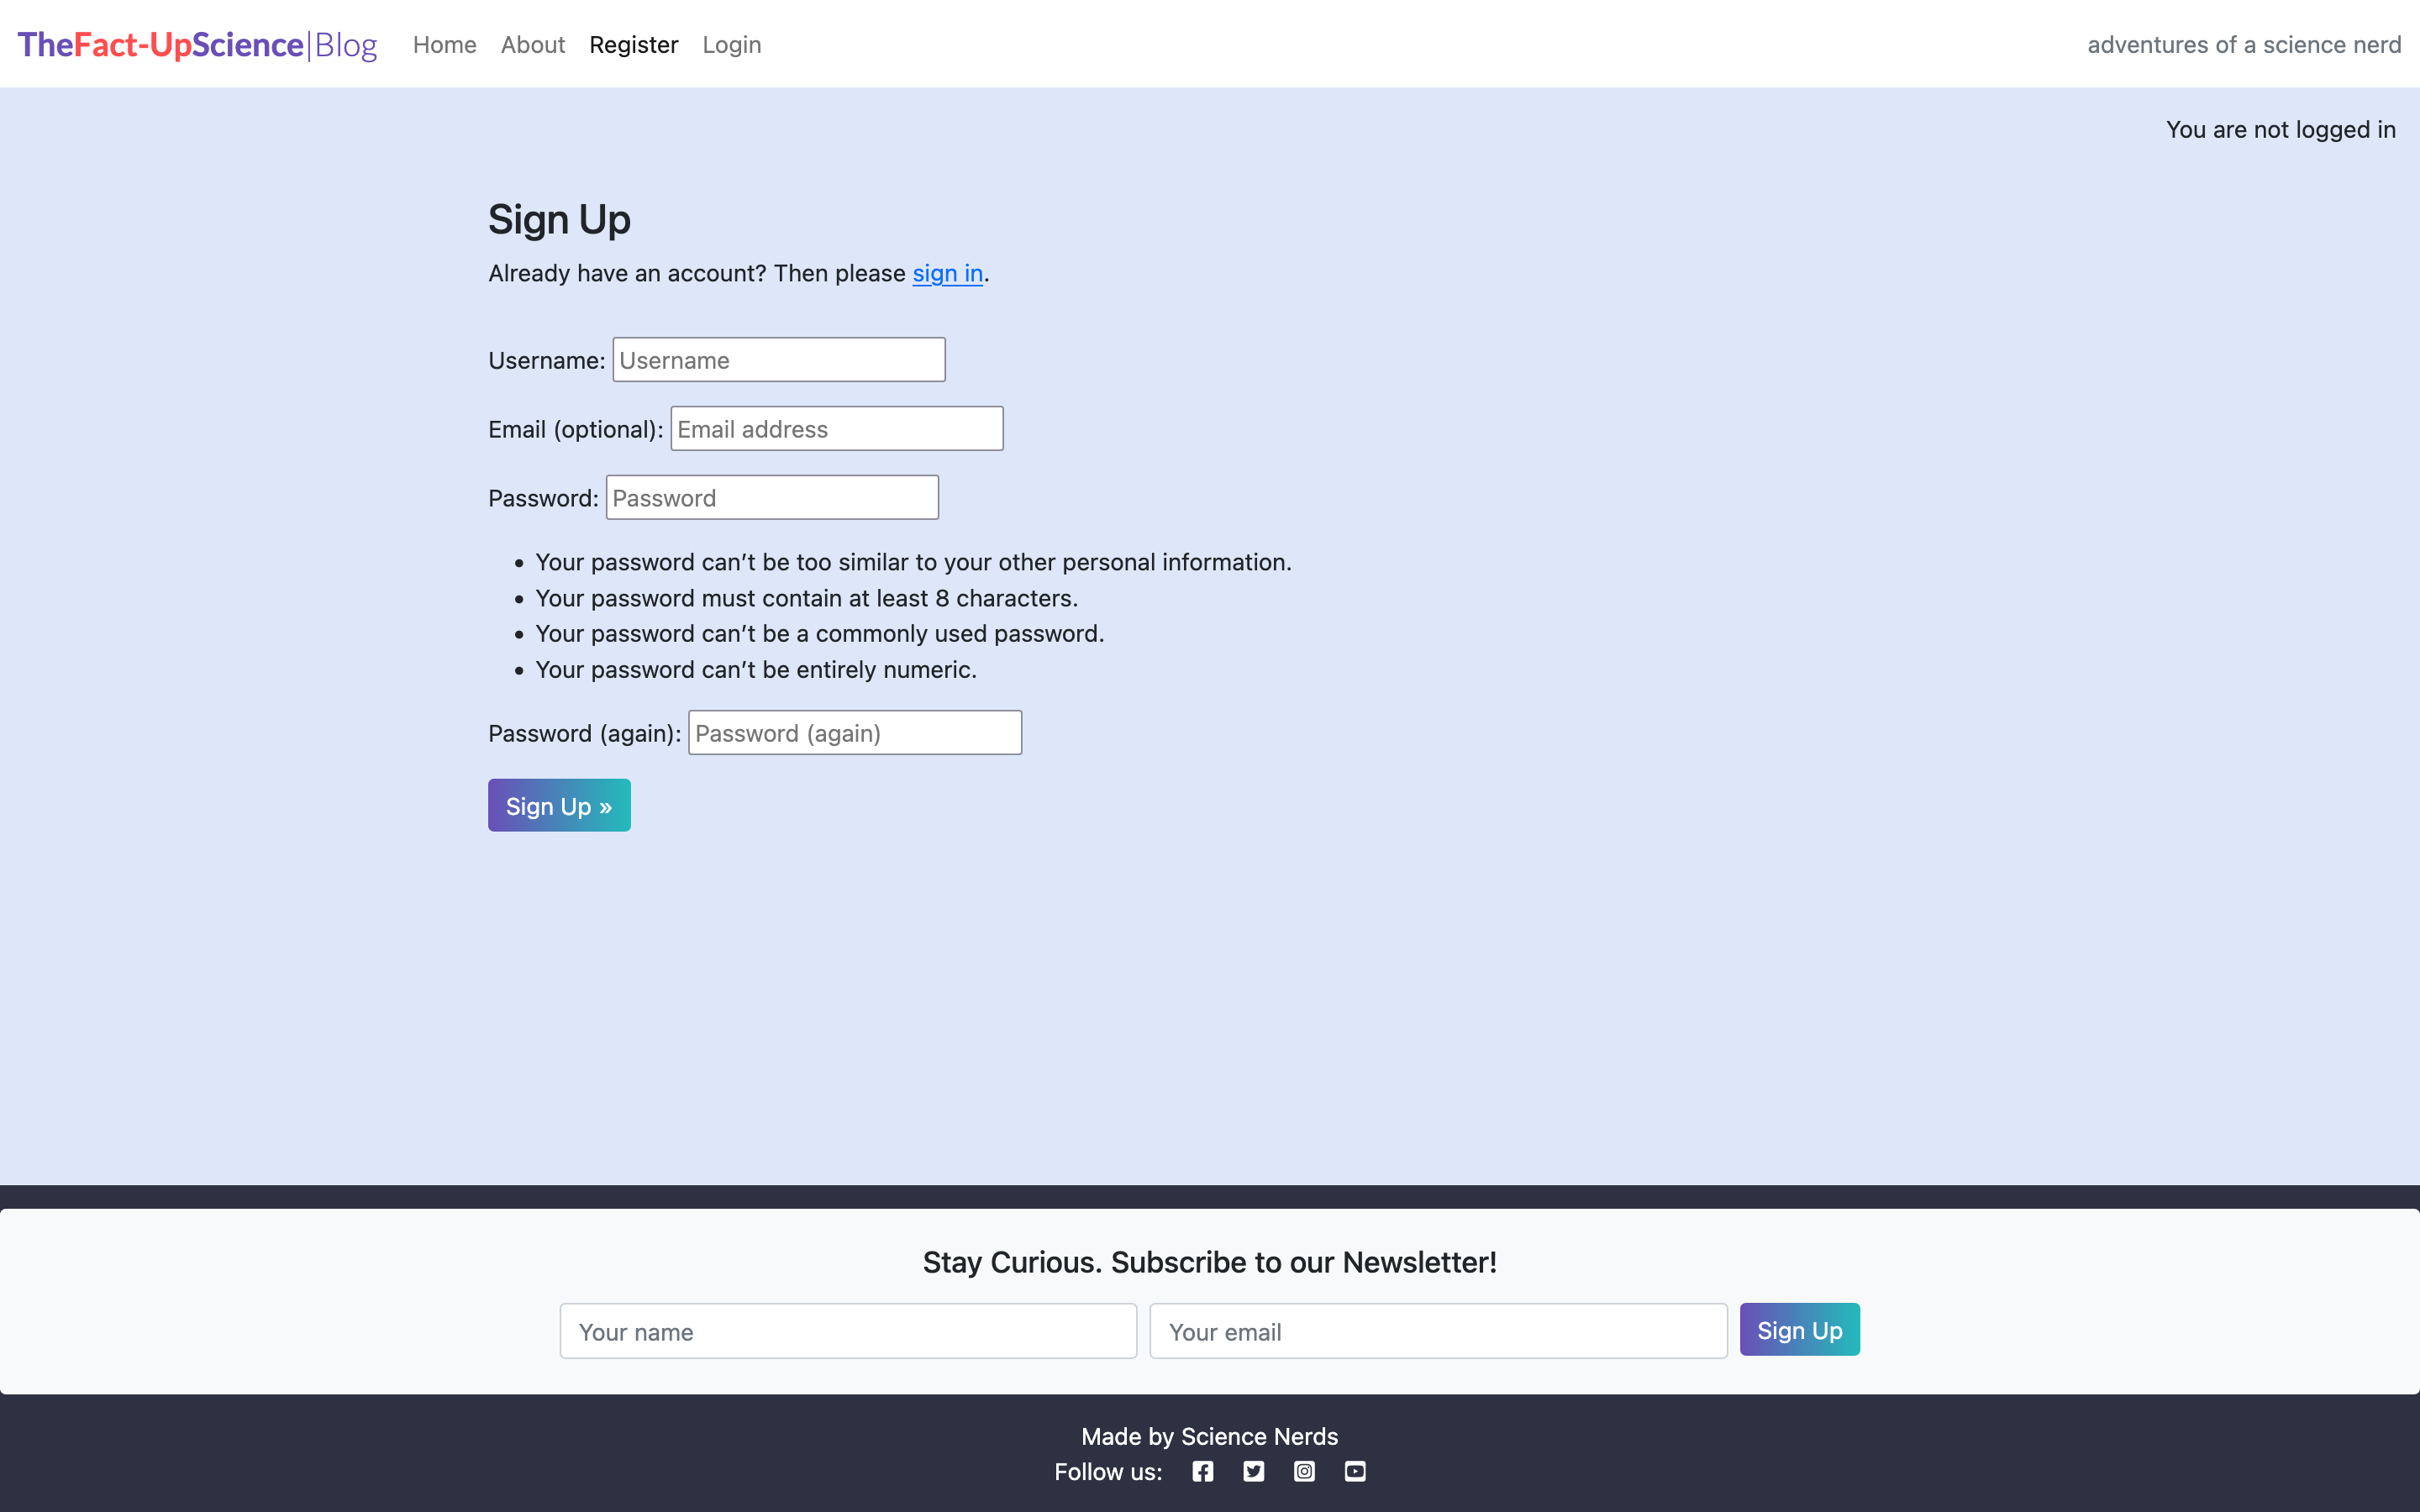 TheFact-UpScience|Blog Home About Register Login adventures of a science nerd
You are not logged in
Sign Up
Already have an account? Then please sign in.
Username: Username
Email (optional): Email address
Password: Password
• Your password can’t be too similar to your other personal information.
• Your password must contain at least 8 characters.
• Your password can’t be a commonly used password.
• Your password can’t be entirely numeric.
Password (again): Password (again)
Sign Up »
Stay Curious. Subscribe to our Newsletter!
Your name Your email Sign Up
Made by Science Nerds
Follow us: